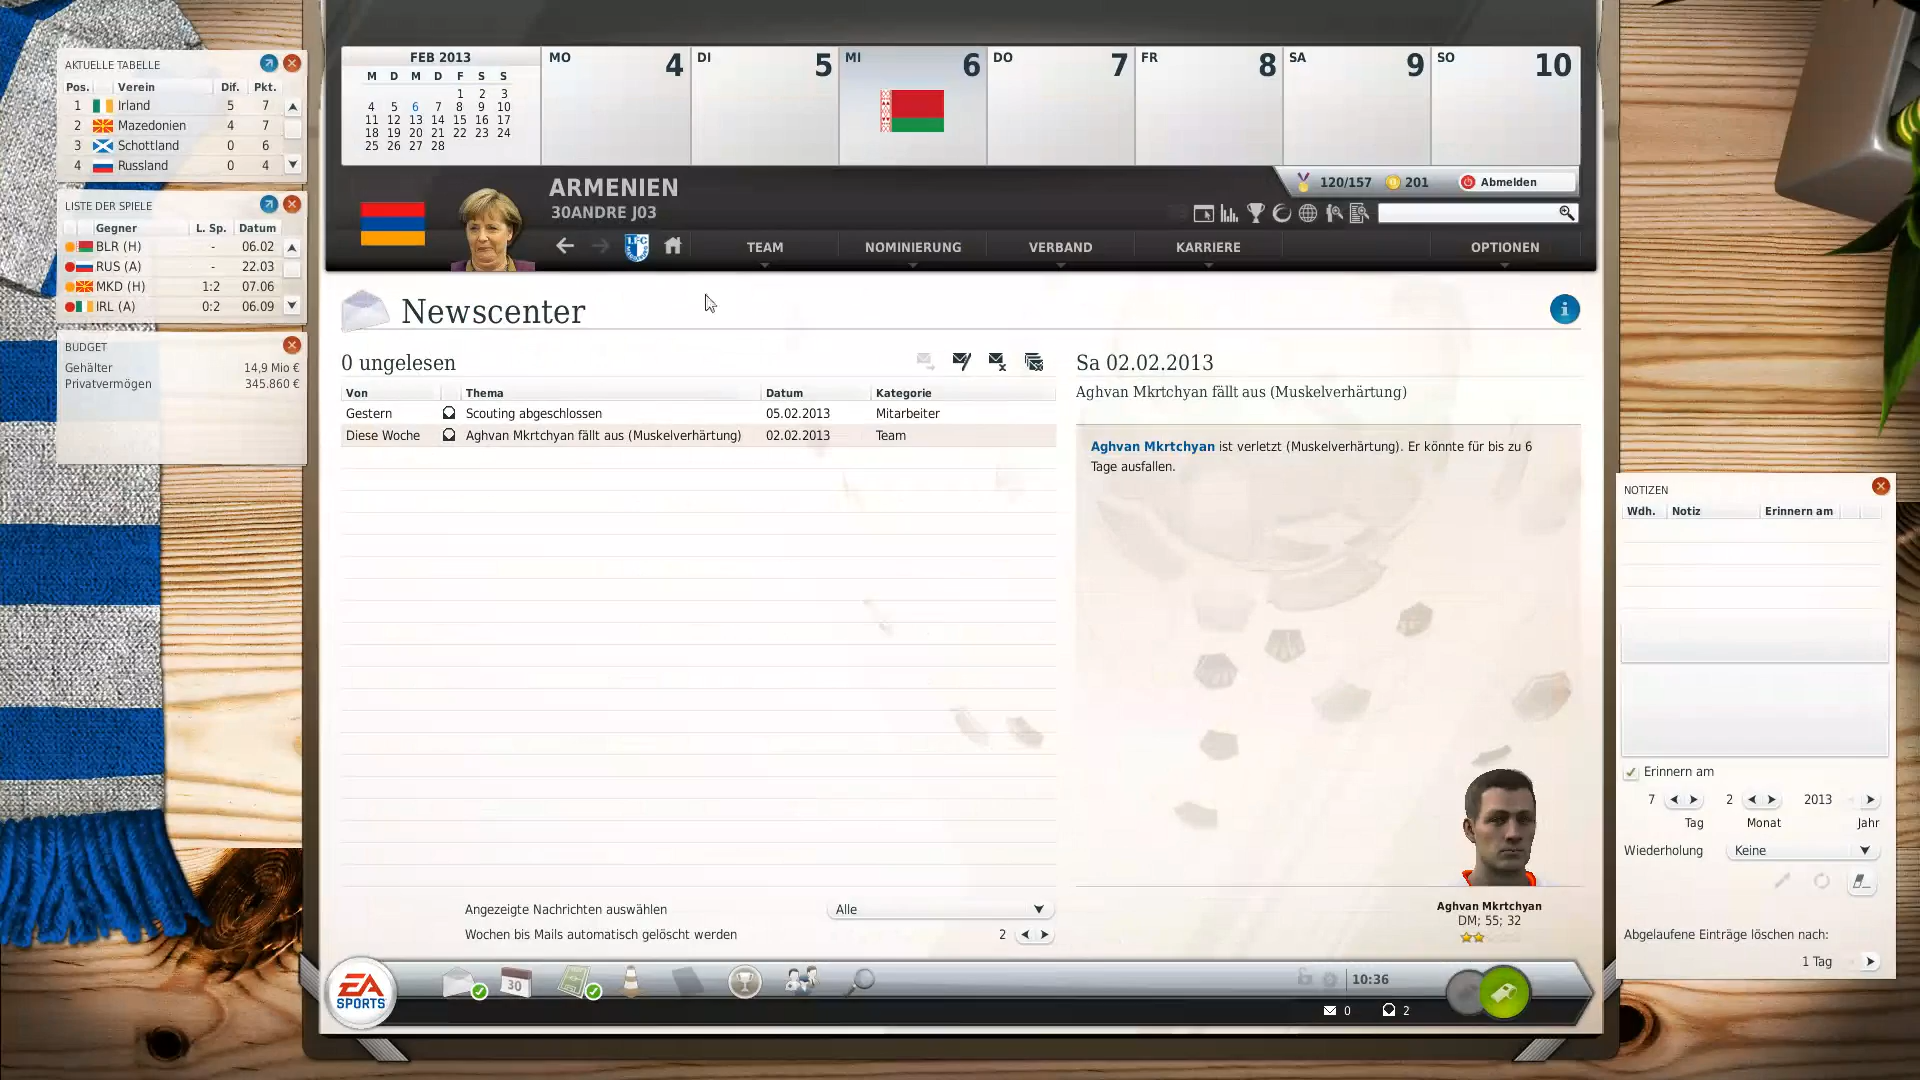 AKTUELLE TABELLE
Pos. Verein Dif. Pkt.
1 Irland 5 7
2 Mazedonien 4 7
3 Schottland 0 6
4 Russland 0 4
LISTE DER SPIELE
Gegner L. Sp. Datum
BLR (H) - 06.02
RUS (A) - 22.03
MKD (H) 1:2 07.06
IRL (A) 0:2 06.09
BUDGET
Gehälter 14,9 Mio €
Privatvermögen 345.860 €
FEB 2013
M D M D F S S
1 2 3
4 5 6 7 8 9 10
11 12 13 14 15 16 17
18 19 20 21 22 23 24
25 26 27 28
MO 4 DI 5 MI 6 DO 7 FR 8 SA 9 SO 10
ARMENIEN
30ANDRE J03
120/157 201 Abmelden
TEAM NOMINIERUNG VERBAND KARRIERE OPTIONEN
Newscenter
0 ungelesen
Von Thema Datum Kategorie
Gestern Scouting abgeschlossen 05.02.2013 Mitarbeiter
Diese Woche Aghvan Mkrtchyan fällt aus (Muskelverhärtung) 02.02.2013 Team
Angezeigte Nachrichten auswählen Alle
Wochen bis Mails automatisch gelöscht werden 2
Sa 02.02.2013
Aghvan Mkrtchyan fällt aus (Muskelverhärtung)
Aghvan Mkrtchyan ist verletzt (Muskelverhärtung). Er könnte für bis zu 6
Tage ausfallen.
Aghvan Mkrtchyan
DM; 55; 32
NOTIZEN
Wdh. Notiz Erinnern am
Erinnern am
7 2 2013
Tag Monat Jahr
Wiederholung Keine
Abgelaufene Einträge löschen nach:
1 Tag
EA
SPORTS
30
10:36
0 2